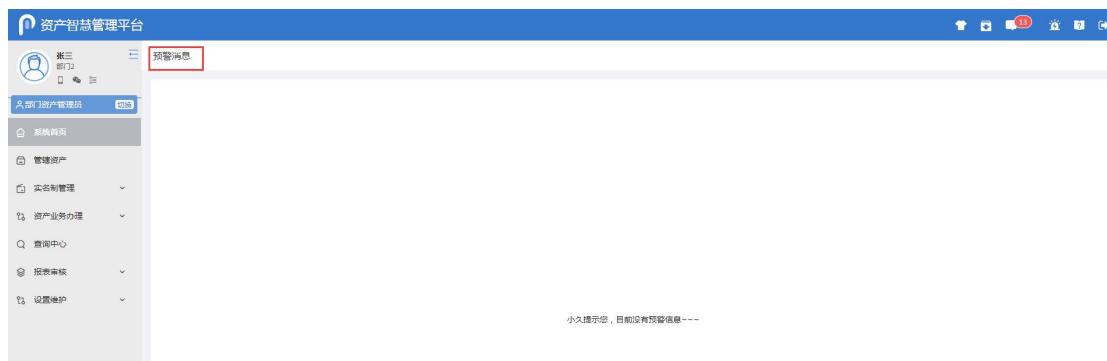 资产智慧管理平台
13
张三
部门2
预警消息
部门资产管理员 切换
系统首页
管辖资产
实名制管理
资产业务办理
查询中心
报表审核
设置维护
小久提示您，目前没有预警信息~~~